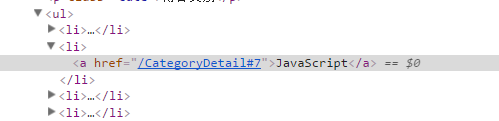 <ul>
<li>…</li>
<li>
<a href="/CategoryDetail#7">JavaScript</a> == $0
</li>
<li>…</li>
<li>…</li>